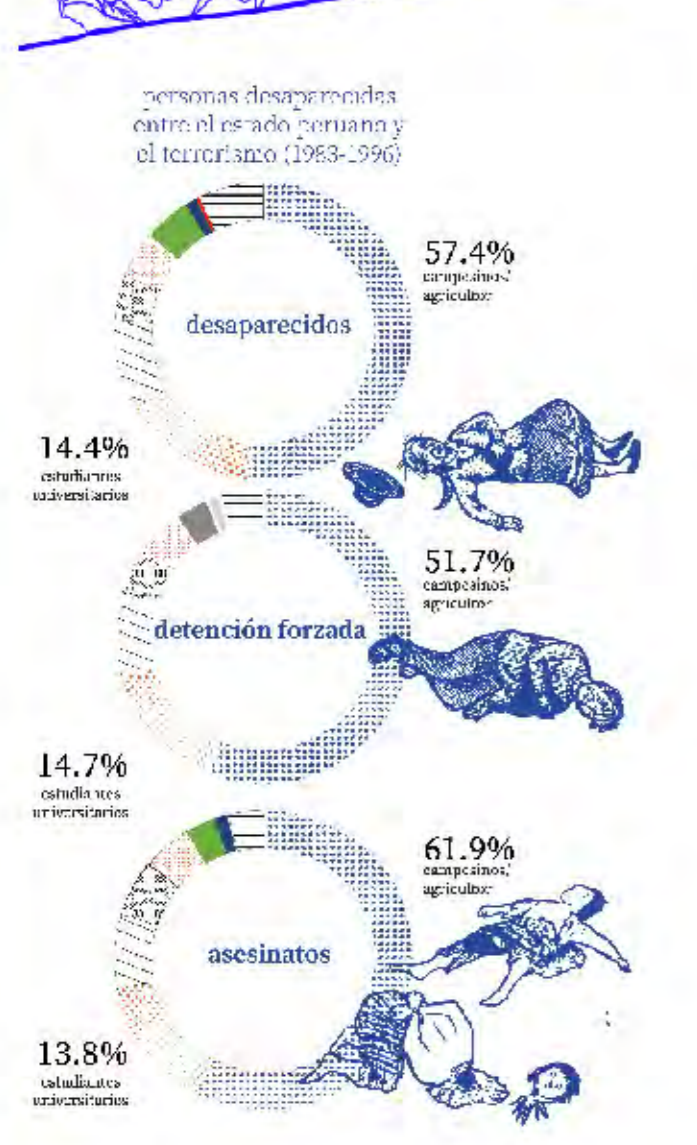 personas desaparecidas
entre el estado peruano y
el terrorismo (1983-1996)
57.4%
campesinos/
agricultor
desaparecidos
14.4%
estudiantes
universitarios
51.7%
campesinos/
agricultor
detención forzada
14.7%
estudiantes
universitarios
61.9%
campesinos/
agricultor
asesinatos
13.8%
estudiantes
universitarios